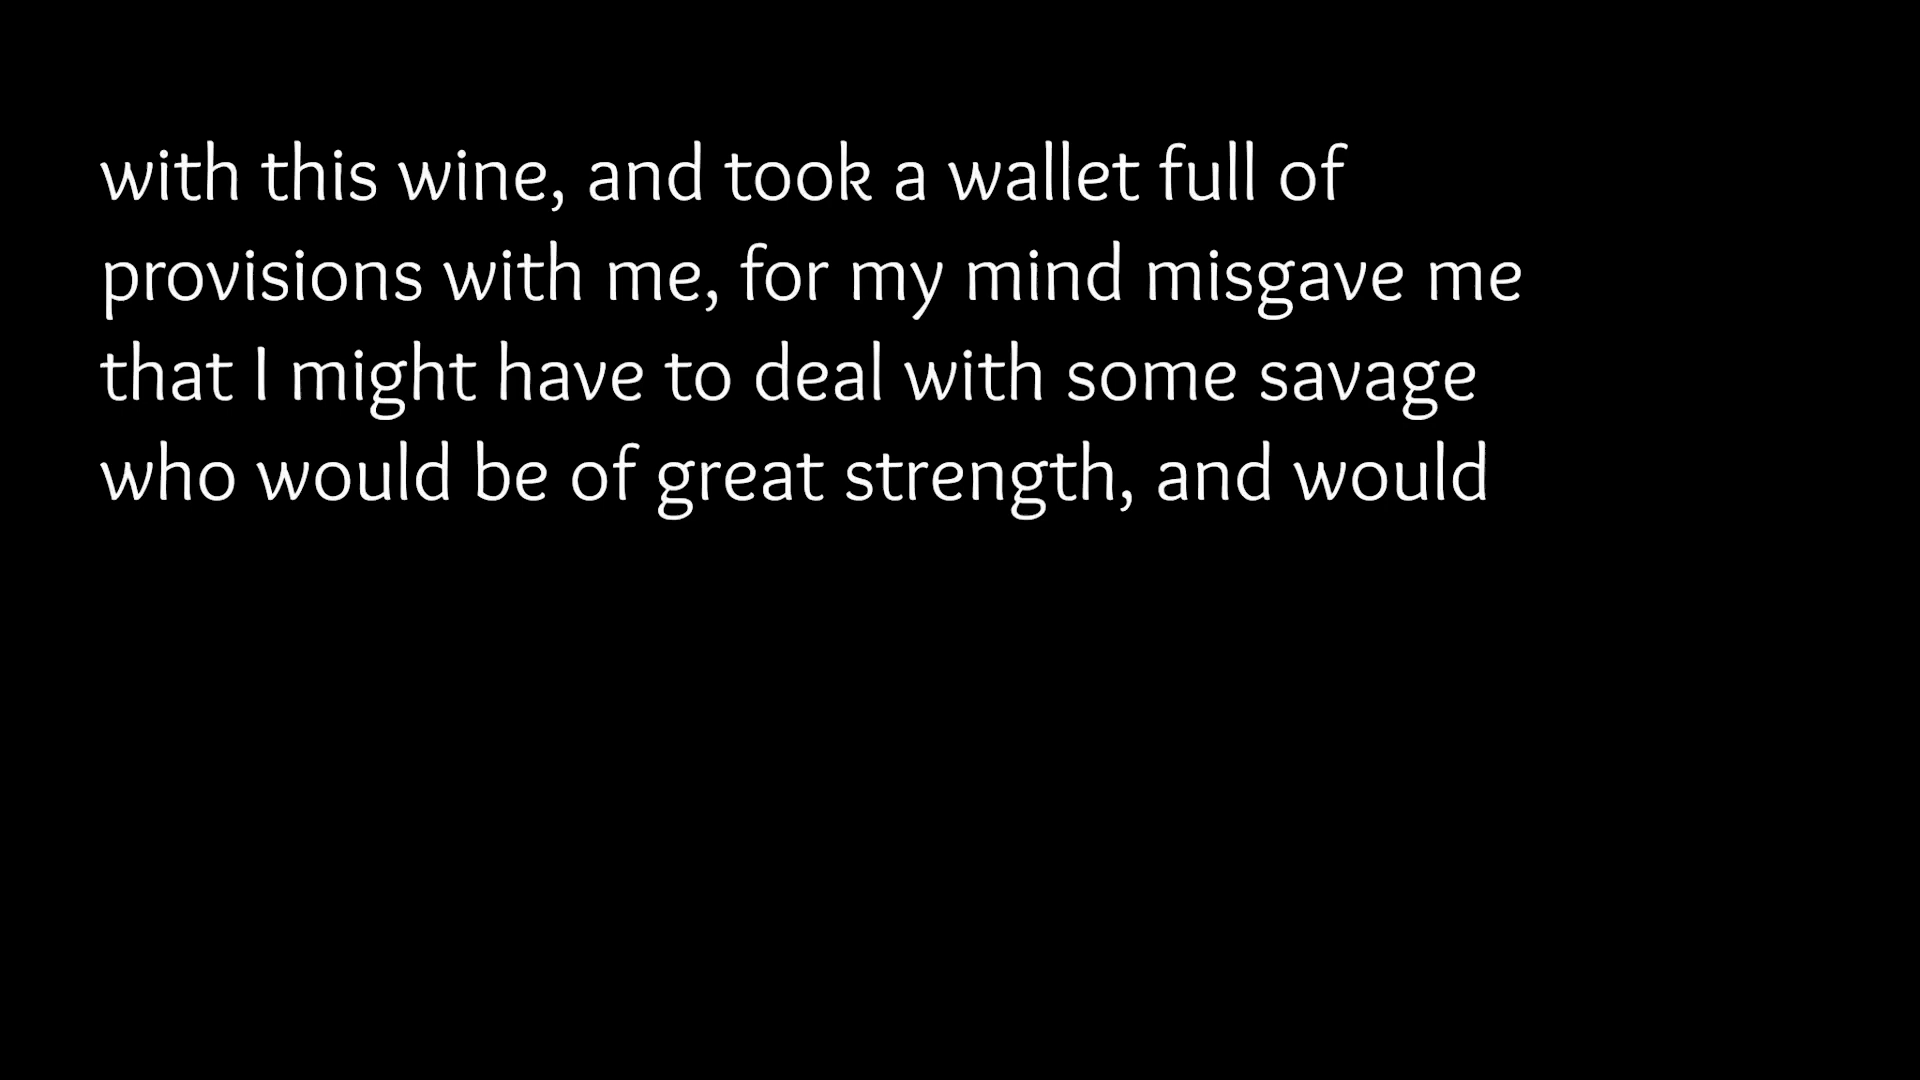 with this wine, and took a wallet full of
provisions with me, for my mind misgave me
that I might have to deal with some savage
who would be of great strength, and would